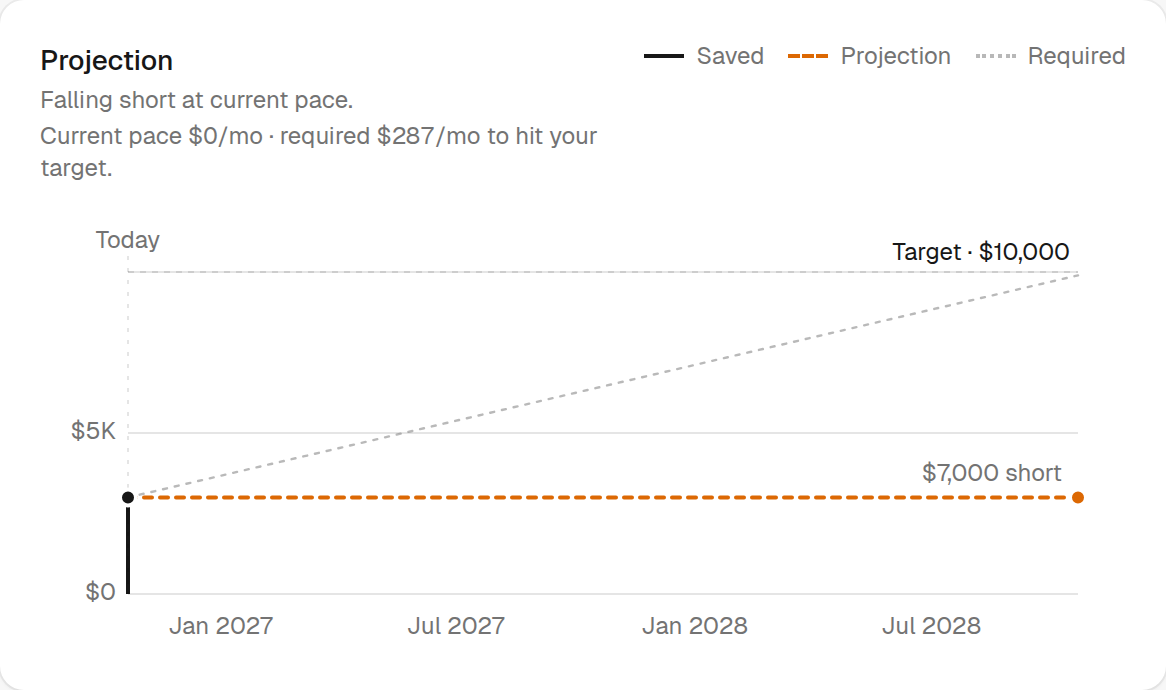 Projection
Saved
Projection
Required
Falling short at current pace.
Current pace $0/mo · required $287/mo to hit your
target.
Today
Target · $10,000
$5K
$7,000 short
$0
Jan 2027
Jul 2027
Jan 2028
Jul 2028